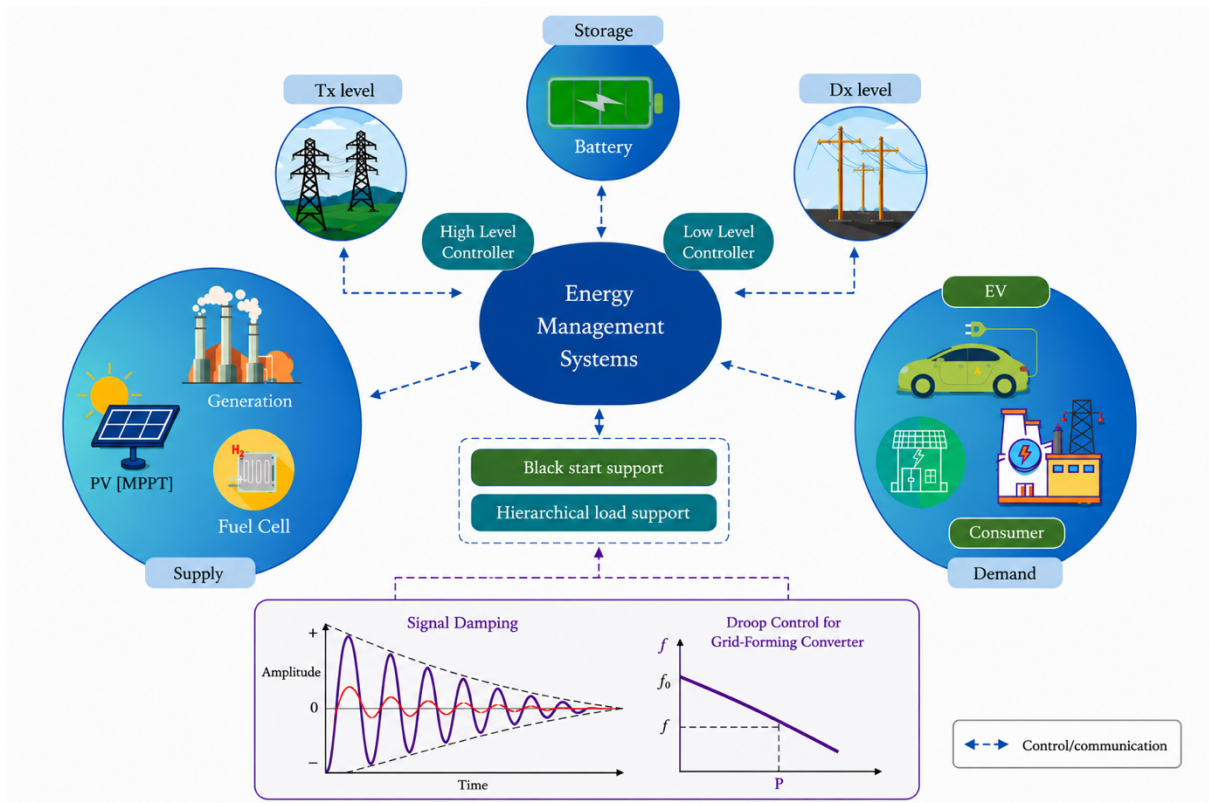 Storage
Tx level
Dx level
Battery
High Level
Controller
Low Level
Controller
Energy
Management
Systems
EV
Generation
PV [MPPT]
H2
Fuel Cell
Supply
Black start support
Hierarchical load support
Consumer
Demand
Signal Damping
+
Amplitude
0
−
Time
Droop Control for
Grid-Forming Converter
f
f₀
f
P
Control/communication